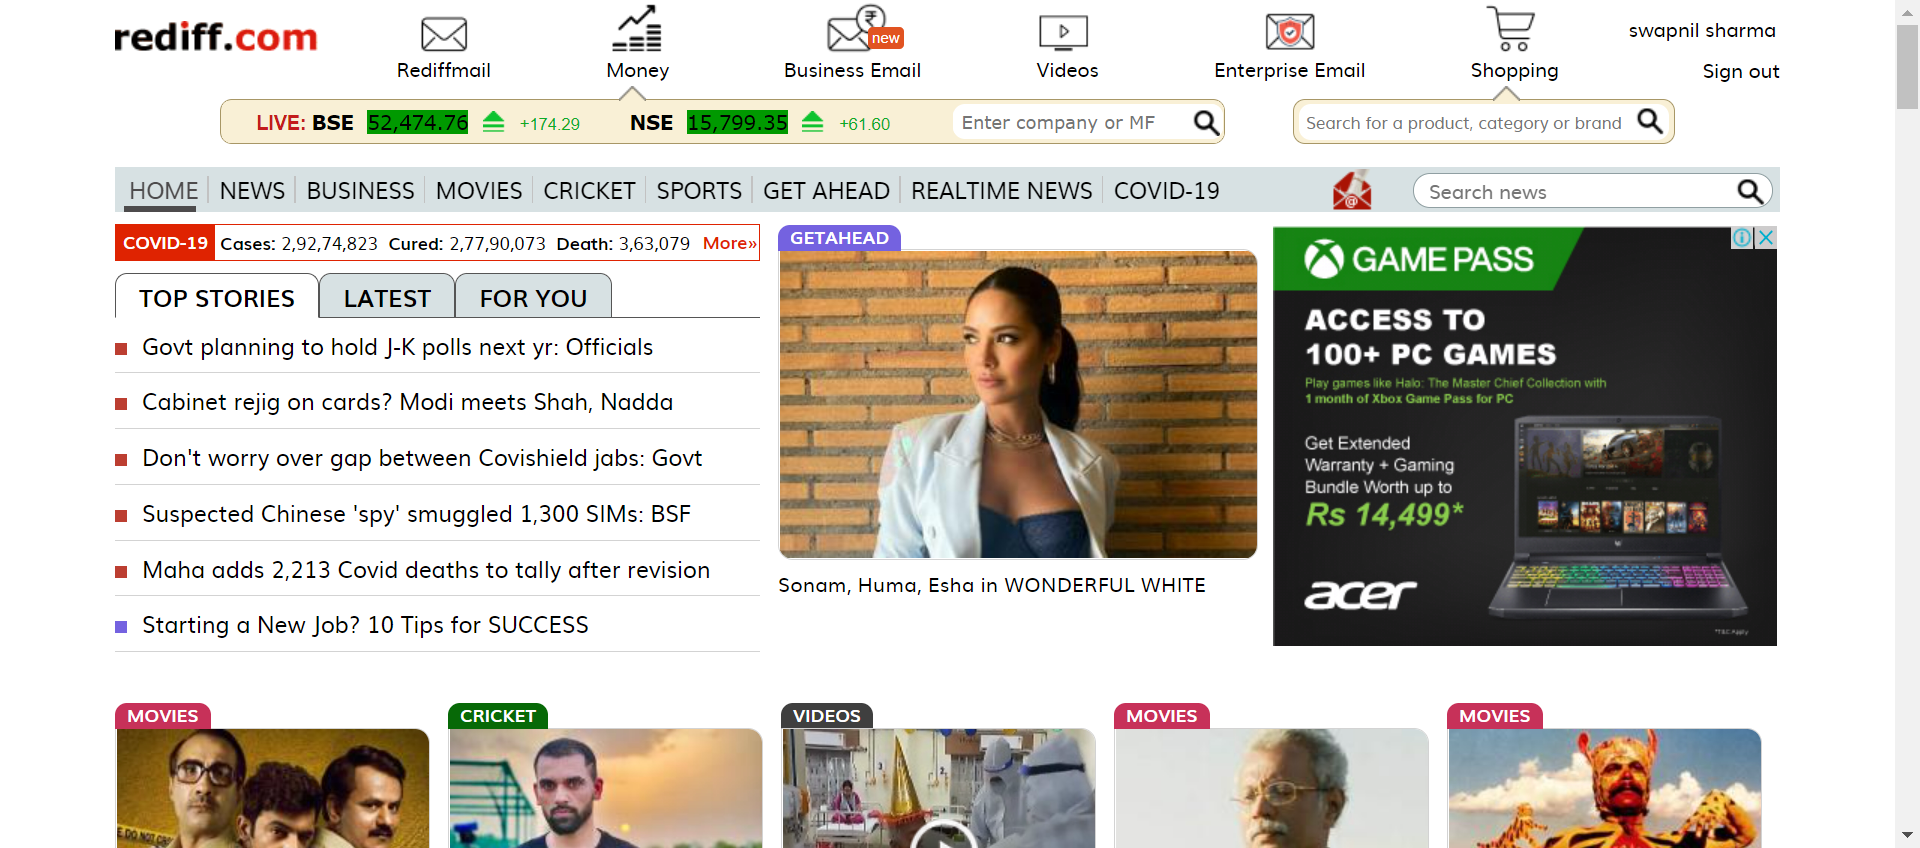 rediff.com
Rediffmail
Money
new
Business Email
Videos
Enterprise Email
Shopping
swapnil sharma
Sign out
LIVE: BSE 52,474.76 +174.29 NSE 15,799.35 +61.60 Enter company or MF
Search for a product, category or brand
HOME NEWS BUSINESS MOVIES CRICKET SPORTS GET AHEAD REALTIME NEWS COVID-19
@
Search news
COVID-19 Cases: 2,92,74,823 Cured: 2,77,90,073 Death: 3,63,079 More»
TOP STORIES LATEST FOR YOU
Govt planning to hold J-K polls next yr: Officials
Cabinet rejig on cards? Modi meets Shah, Nadda
Don't worry over gap between Covishield jabs: Govt
Suspected Chinese 'spy' smuggled 1,300 SIMs: BSF
Maha adds 2,213 Covid deaths to tally after revision
Starting a New Job? 10 Tips for SUCCESS
GETAHEAD
Sonam, Huma, Esha in WONDERFUL WHITE
GAME PASS
ACCESS TO
100+ PC GAMES
Play games like Halo: The Master Chief Collection with
1 month of Xbox Game Pass for PC
Get Extended
Warranty + Gaming
Bundle Worth up to
Rs 14,499*
acer
*T&C Apply
MOVIES
CRICKET
VIDEOS
MOVIES
MOVIES